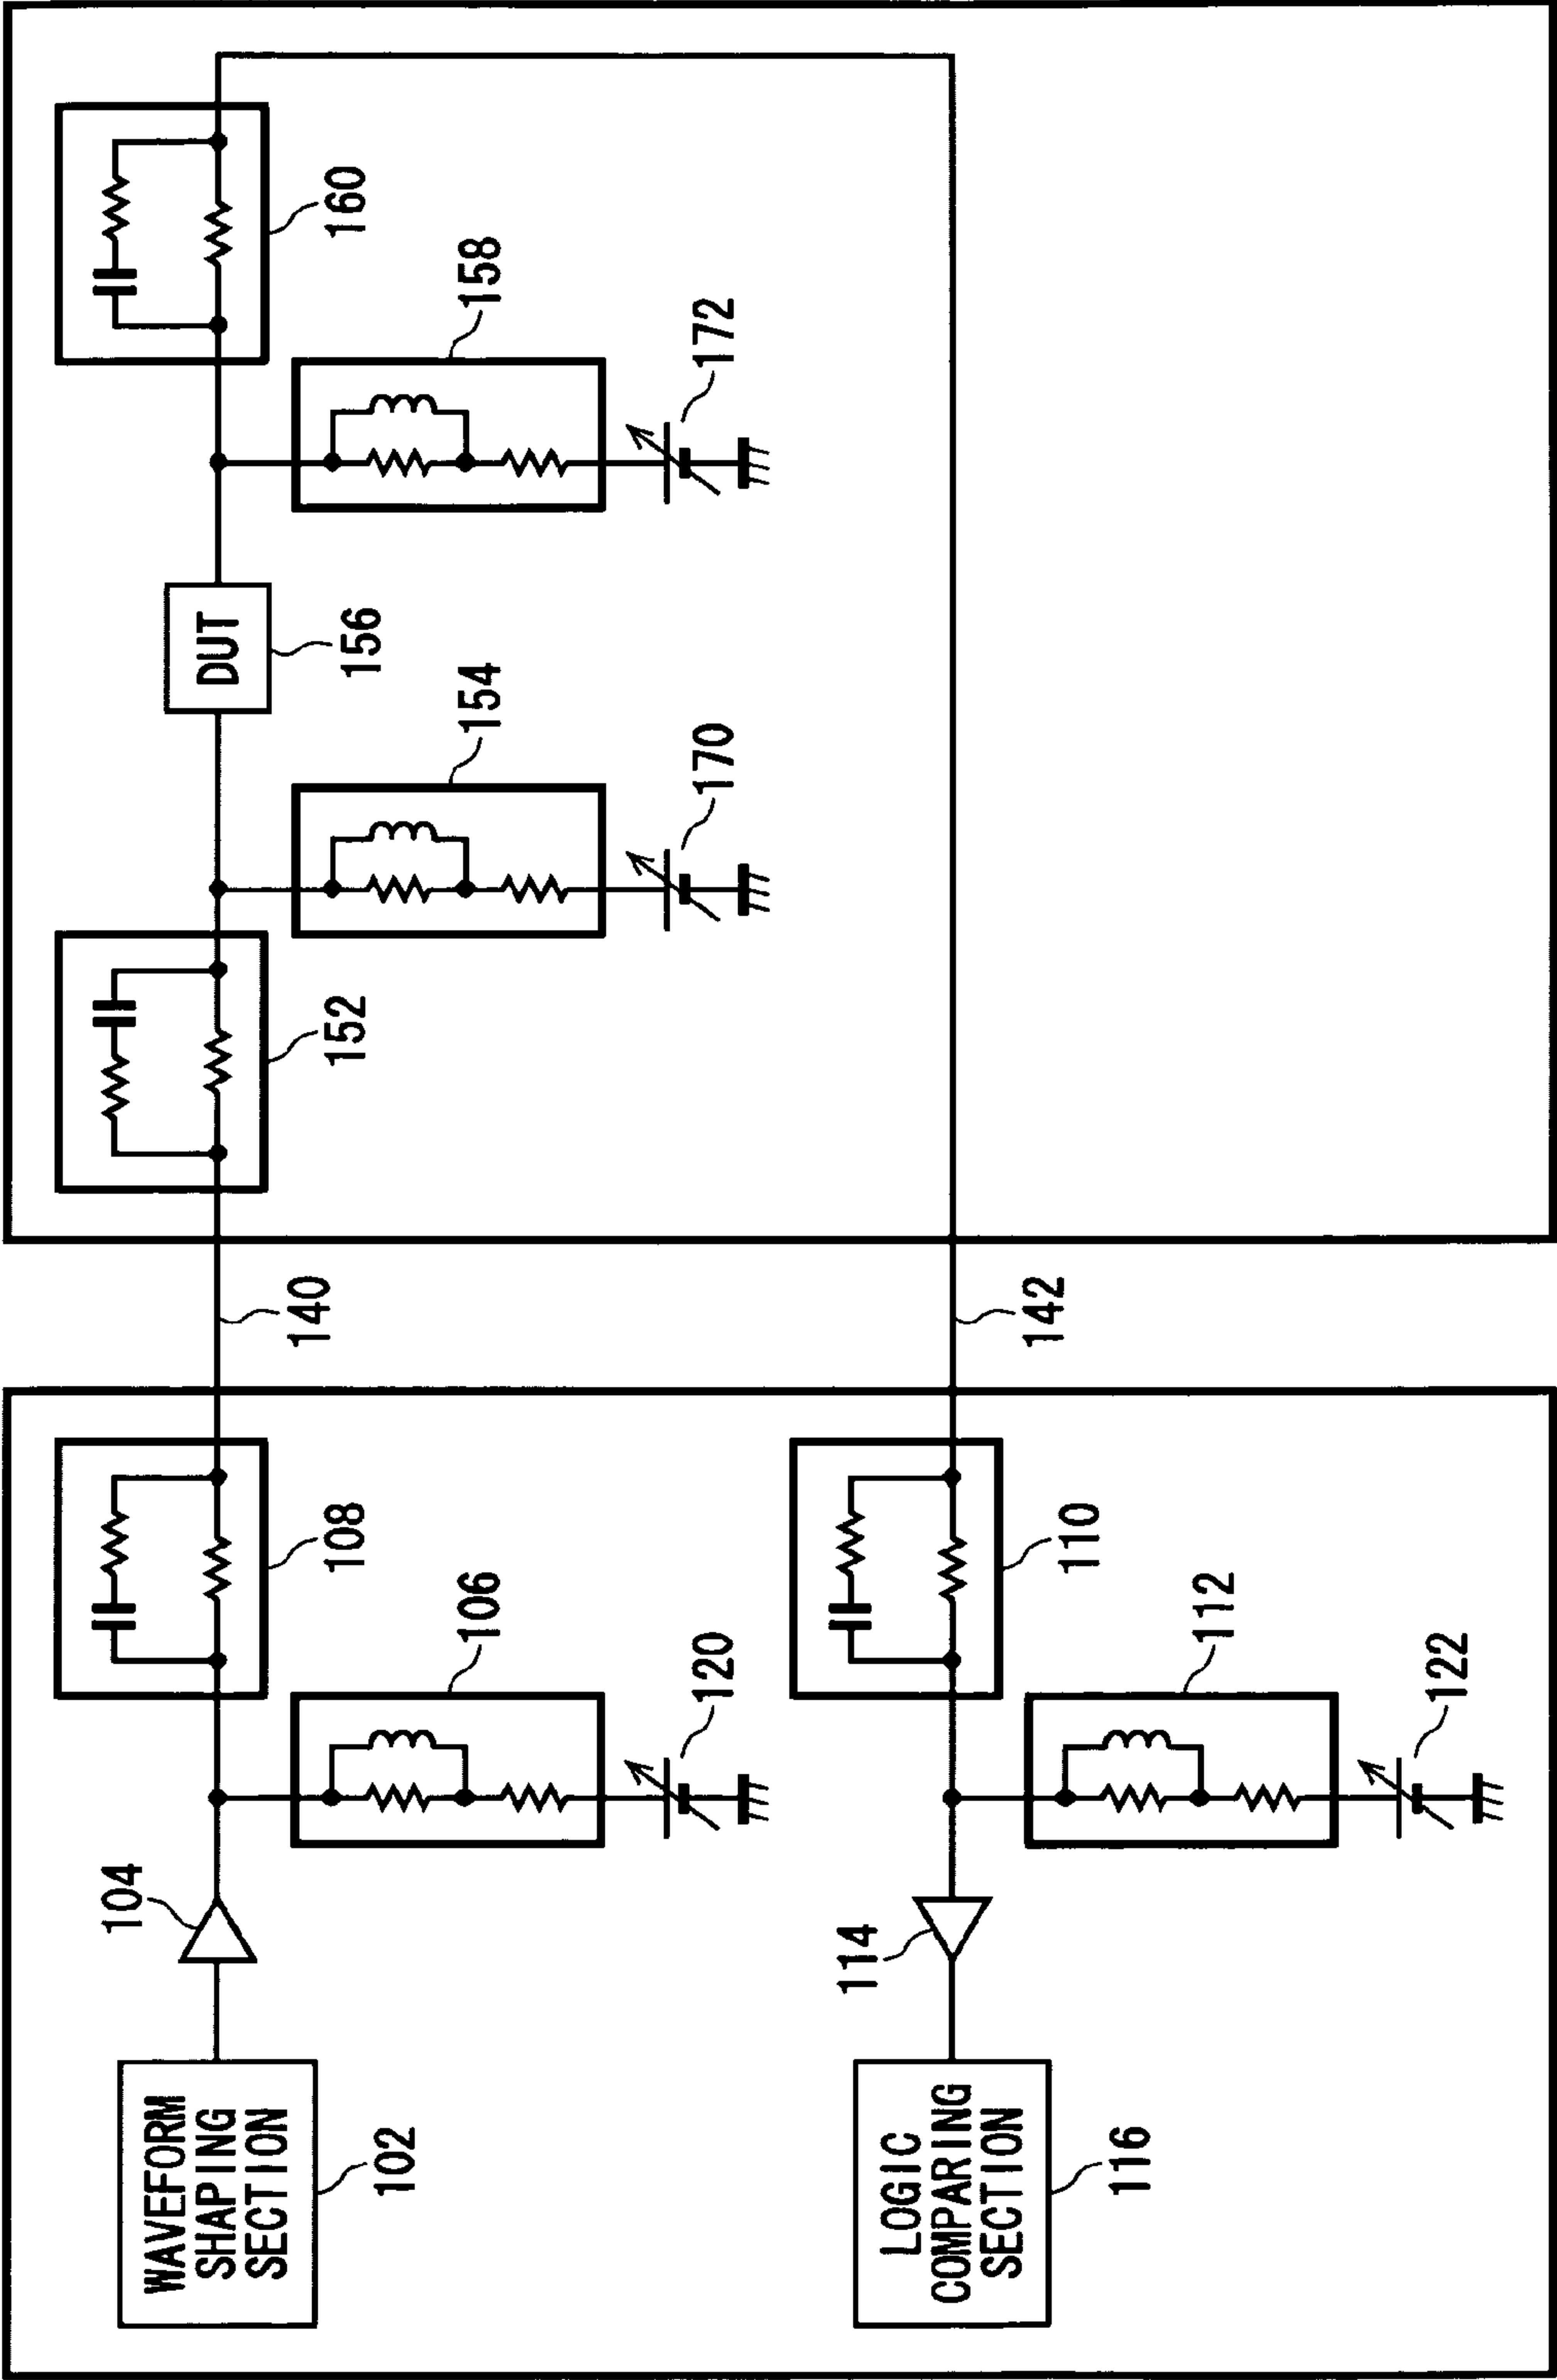 WAVEFORM
SHAPING
SECTION
102
104
106
120
108
140
152
154
170
DUT
156
158
172
160
LOGIC
COMPARING
SECTION
116
114
112
122
110
142